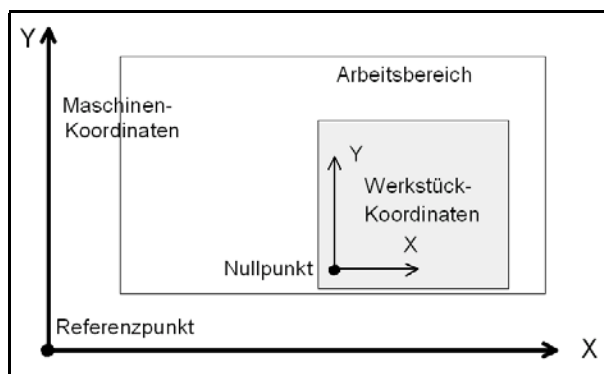 Y
Arbeitsbereich
Maschinen-
Koordinaten
Y
Werkstück-
Koordinaten
X
Nullpunkt
Referenzpunkt
X